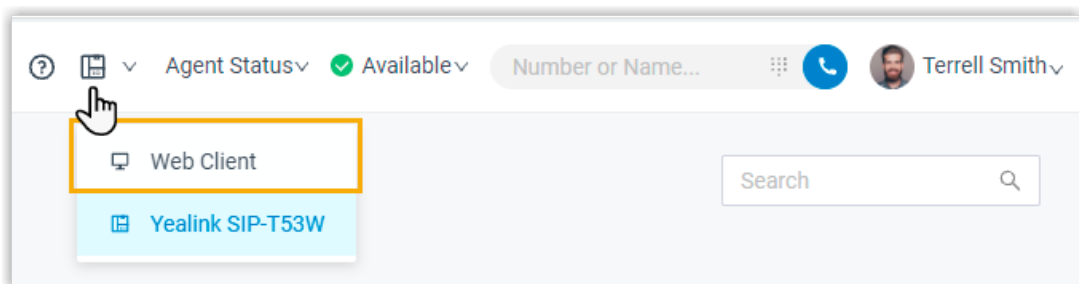 Agent Status Available Number or Name... Terrell Smith
Web Client
Search
Yealink SIP-T53W